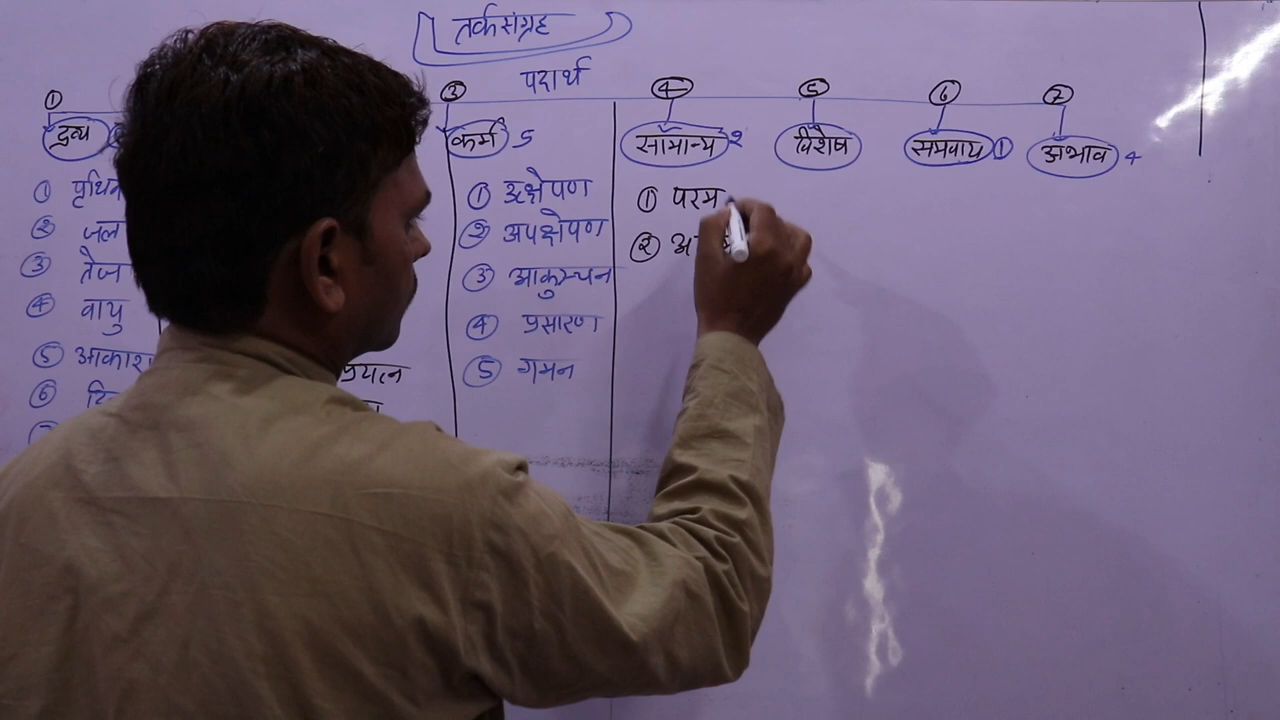 तर्कसंग्रह
पदार्थ
① ③ ④ ⑤ ⑥ ⑦
द्रव्य कर्म 5 सामान्य २ विशेष समवाय ① अभाव 4
①
② जल
③ तेज
④ वायु
⑤
⑥
प्रयत्न
① उत्क्षेपण
② अपक्षेपण
③ आकुञ्चन
④ प्रसारण
⑤ गमन
① परम
②